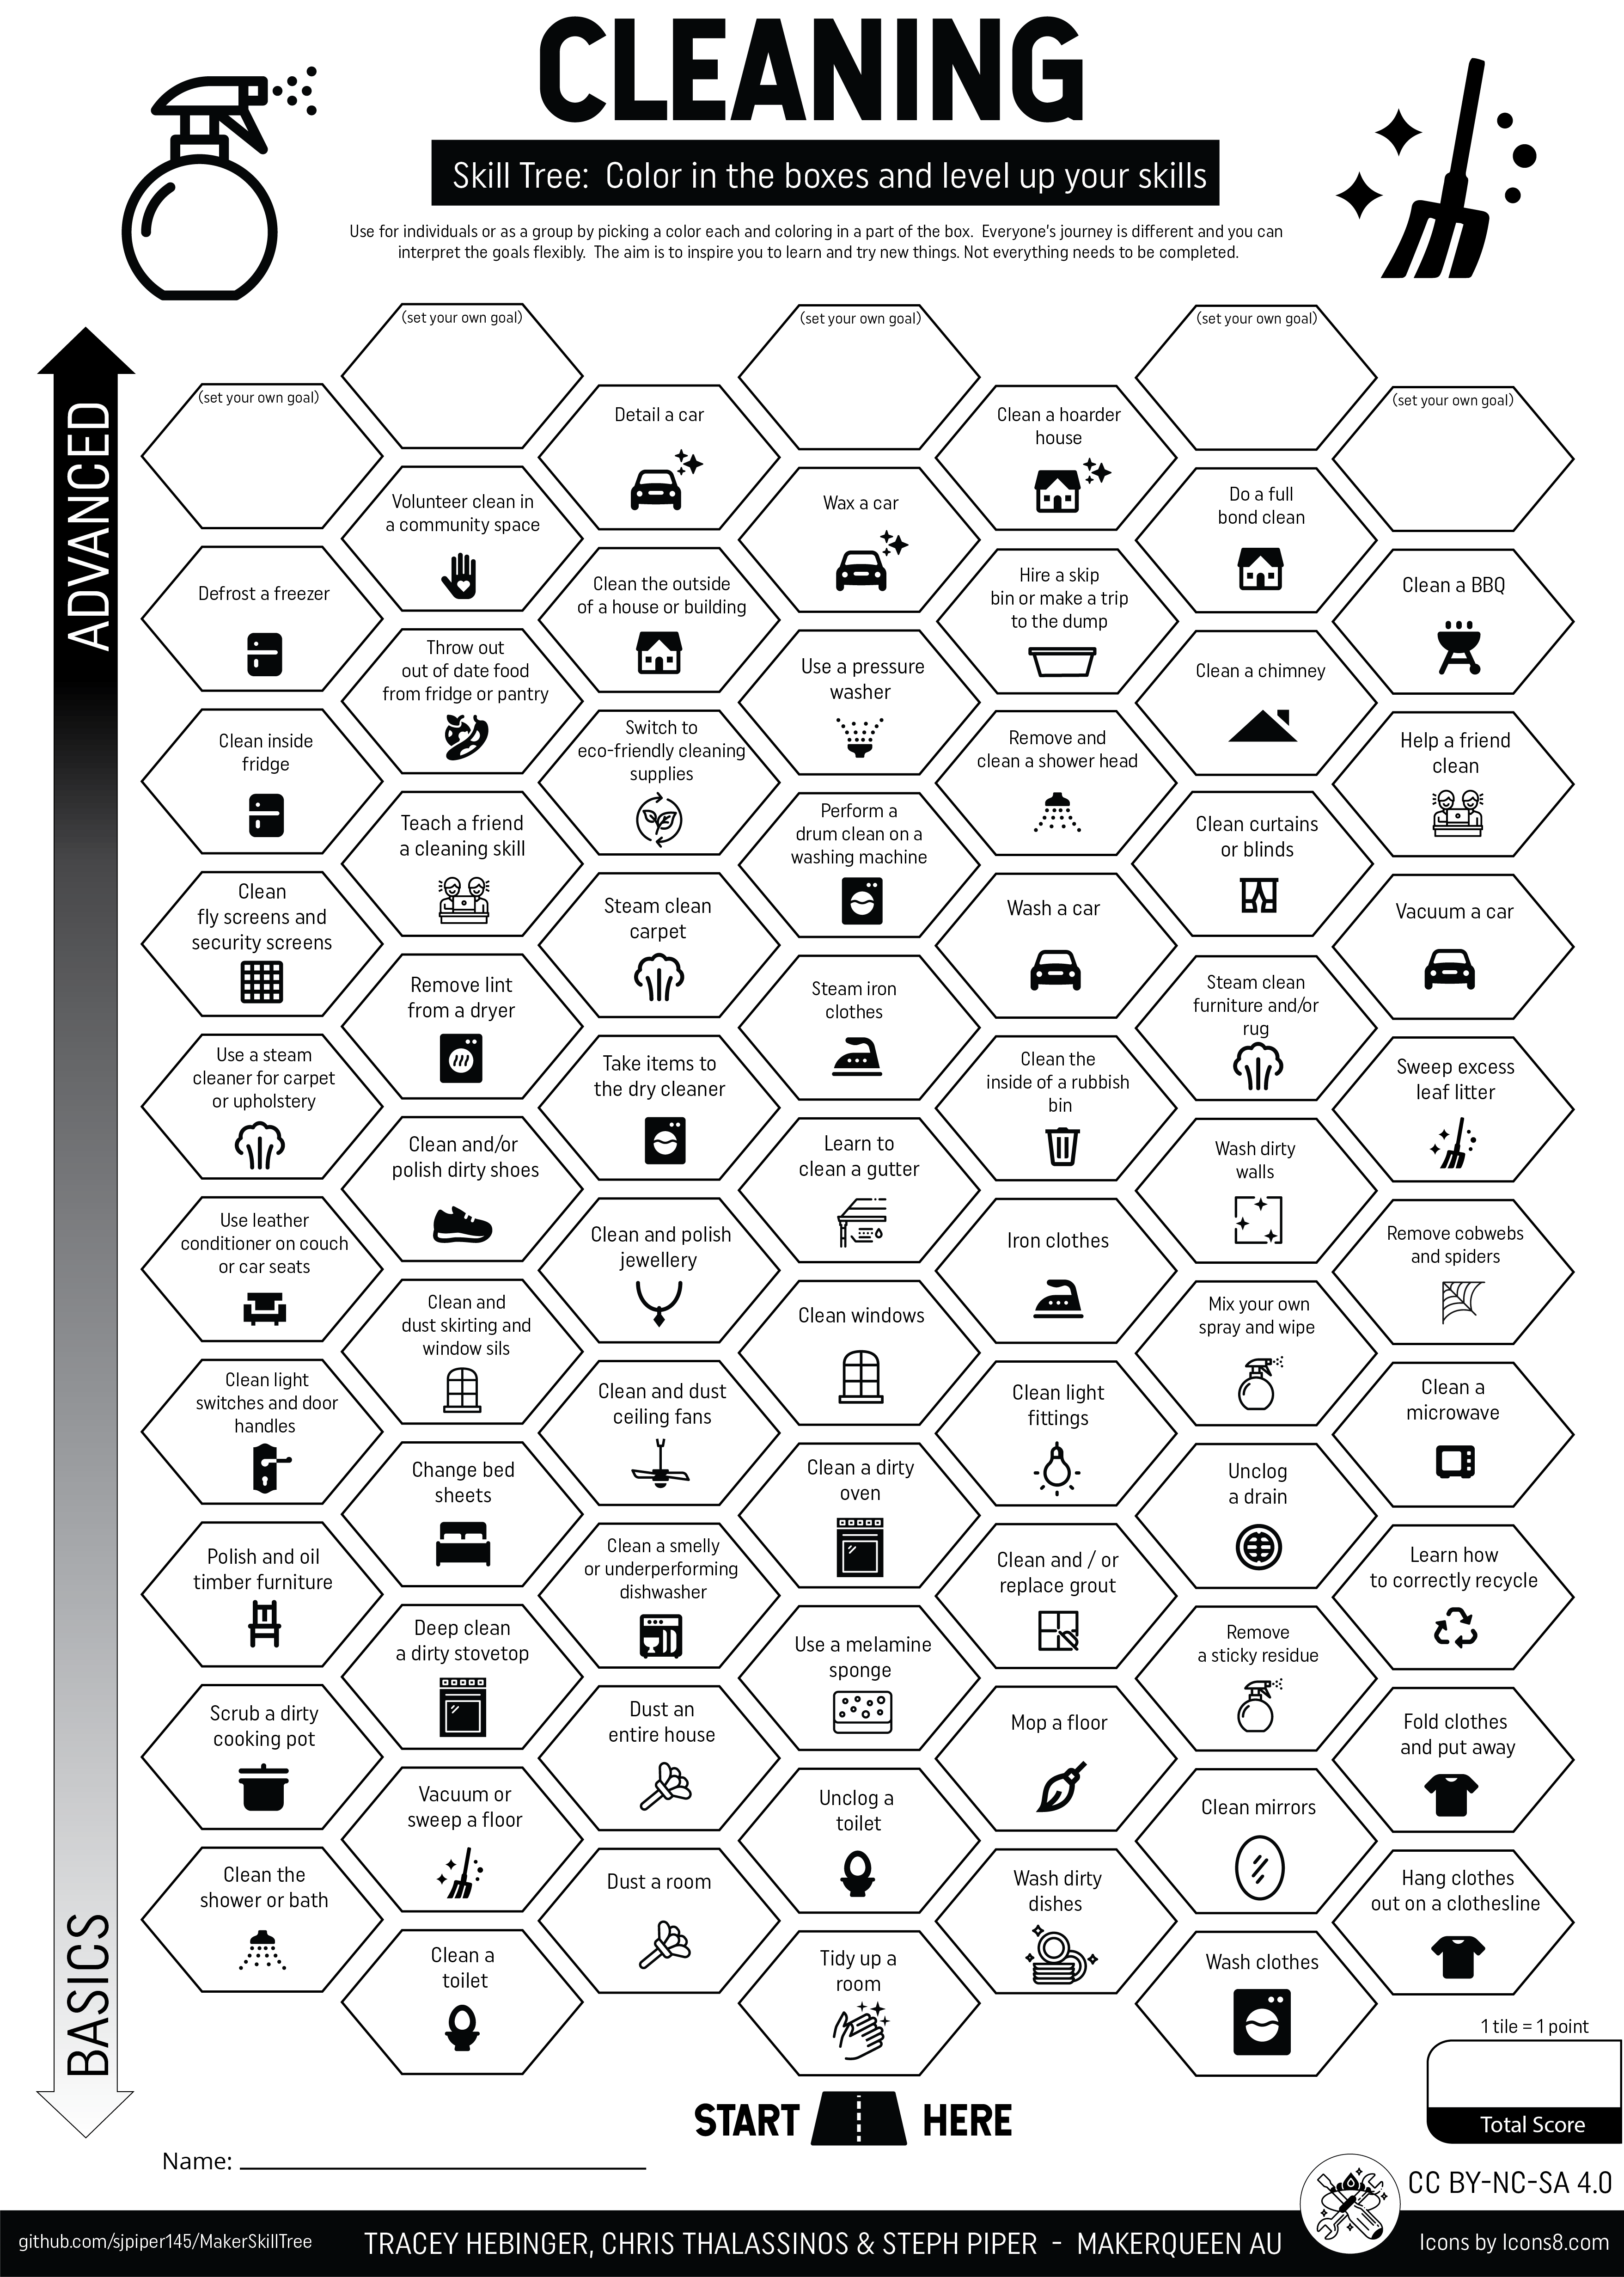 CLEANING
Skill Tree:  Color in the boxes and level up your skills
Use for individuals or as a group by picking a color each and coloring in a part of the box.  Everyone's journey is different and you can
interpret the goals flexibly.  The aim is to inspire you to learn and try new things. Not everything needs to be completed.
ADVANCED
BASICS
(set your own goal)
(set your own goal)
(set your own goal)
(set your own goal)
(set your own goal)
Detail a car
Clean a hoarder
house
Volunteer clean in
a community space
Wax a car
Do a full
bond clean
Defrost a freezer
Clean the outside
of a house or building
Hire a skip
bin or make a trip
to the dump
Clean a BBQ
Throw out
out of date food
from fridge or pantry
Use a pressure
washer
Clean a chimney
Clean inside
fridge
Switch to
eco-friendly cleaning
supplies
Remove and
clean a shower head
Help a friend
clean
Teach a friend
a cleaning skill
Perform a
drum clean on a
washing machine
Clean curtains
or blinds
Clean
fly screens and
security screens
Steam clean
carpet
Wash a car
Vacuum a car
Remove lint
from a dryer
Steam iron
clothes
Steam clean
furniture and/or
rug
Use a steam
cleaner for carpet
or upholstery
Take items to
the dry cleaner
Clean the
inside of a rubbish
bin
Sweep excess
leaf litter
Clean and/or
polish dirty shoes
Learn to
clean a gutter
Wash dirty
walls
Use leather
conditioner on couch
or car seats
Clean and polish
jewellery
Iron clothes
Remove cobwebs
and spiders
Clean and
dust skirting and
window sils
Clean windows
Mix your own
spray and wipe
Clean light
switches and door
handles
Clean and dust
ceiling fans
Clean light
fittings
Clean a
microwave
Change bed
sheets
Clean a dirty
oven
Unclog
a drain
Polish and oil
timber furniture
Clean a smelly
or underperforming
dishwasher
Clean and / or
replace grout
Learn how
to correctly recycle
Deep clean
a dirty stovetop
Use a melamine
sponge
Remove
a sticky residue
Scrub a dirty
cooking pot
Dust an
entire house
Mop a floor
Fold clothes
and put away
Vacuum or
sweep a floor
Unclog a
toilet
Clean mirrors
Clean the
shower or bath
Dust a room
Wash dirty
dishes
Hang clothes
out on a clothesline
Clean a
toilet
Tidy up a
room
Wash clothes
1 tile = 1 point
Total Score
START HERE
Name:
CC BY-NC-SA 4.0
github.com/sjpiper145/MakerSkillTree
TRACEY HEBINGER, CHRIS THALASSINOS & STEPH PIPER  -  MAKERQUEEN AU
Icons by Icons8.com